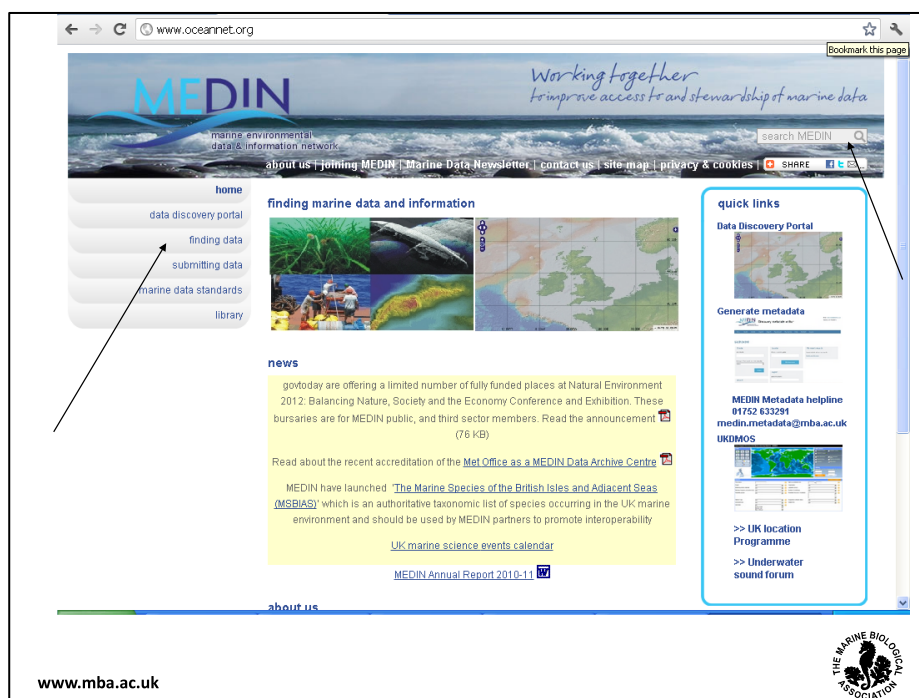 www.oceannet.org
Bookmark this page
MEDIN
marine environmental
data & information network
Working together
to improve access to and stewardship of marine data
search MEDIN
about us | joining MEDIN | Marine Data Newsletter | contact us | site map | privacy & cookies |
SHARE
home
data discovery portal
finding data
submitting data
marine data standards
library
finding marine data and information
news
govtoday are offering a limited number of fully funded places at Natural Environment
2012: Balancing Nature, Society and the Economy Conference and Exhibition. These
bursaries are for MEDIN public, and third sector members. Read the announcement
(76 KB)
Read about the recent accreditation of the Met Office as a MEDIN Data Archive Centre
MEDIN have launched 'The Marine Species of the British Isles and Adjacent Seas
(MSBIAS)' which is an authoritative taxonomic list of species occurring in the UK marine
environment and should be used by MEDIN partners to promote interoperability
UK marine science events calendar
MEDIN Annual Report 2010-11
about us
quick links
Data Discovery Portal
Generate metadata
MEDIN Metadata helpline
01752 633291
medin.metadata@mba.ac.uk
UKDMOS
>> UK location
Programme
>> Underwater
sound forum
www.mba.ac.uk
THE MARINE BIOLOGICAL ASSOCIATION